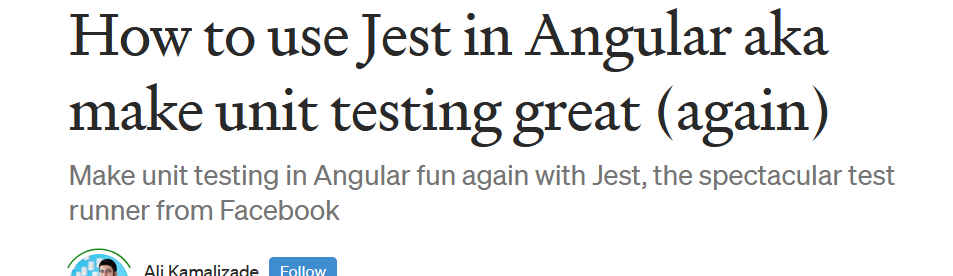 How to use Jest in Angular aka
make unit testing great (again)
Make unit testing in Angular fun again with Jest, the spectacular test
runner from Facebook
Ali Kamalizade Follow